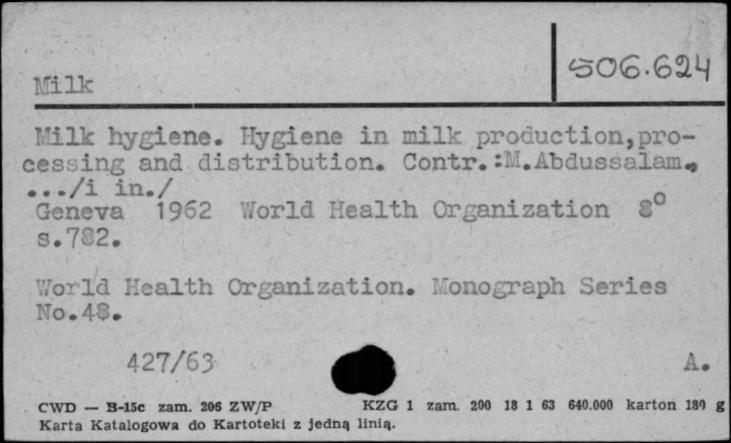 506.624
Milk
Milk hygiene. Hygiene in milk production,pro-
cessing and distribution. Contr.:M.Abdussalam.,
.../i in./
Geneva 1962 World Health Organization 8°
s.782.
World Health Organization. Monograph Series
No.48.
427/63 A.
CWD — B-15c zam. 206 ZW/P KZG 1 zam. 200 18 1 63 640.000 karton 180 g
Karta Katalogowa do Kartoteki z jedną linią.